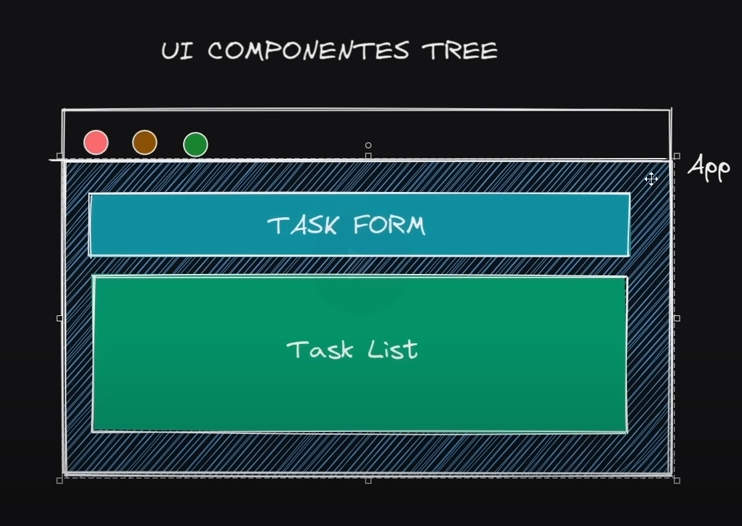 UI COMPONENTES TREE
App
TASK FORM
Task List